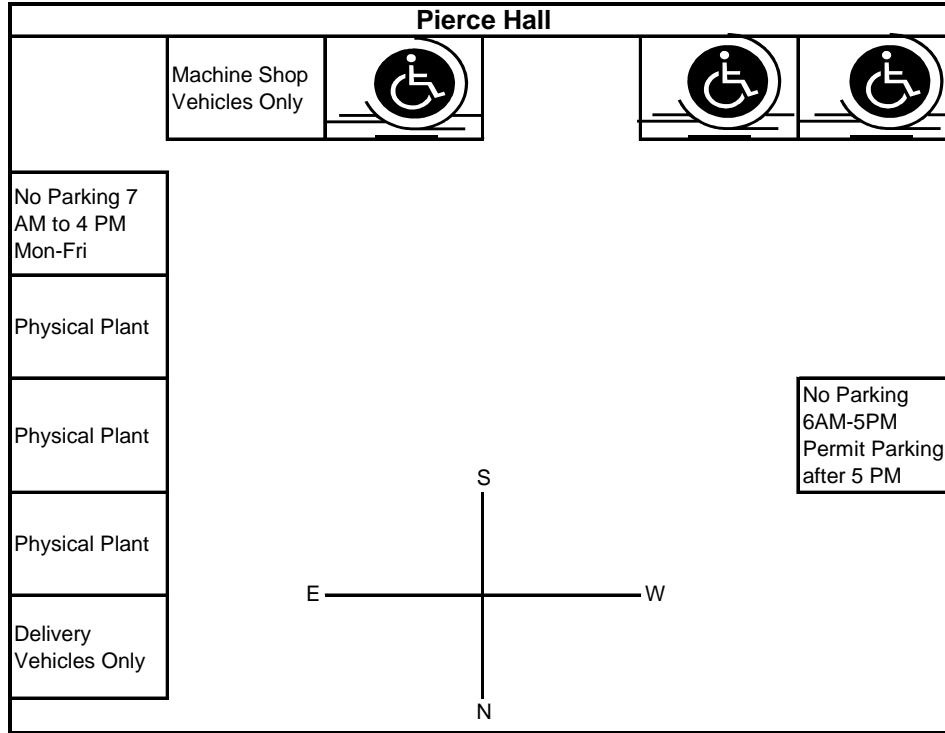 Pierce Hall
Machine Shop
Vehicles Only
No Parking 7
AM to 4 PM
Mon-Fri
Physical Plant
No Parking
6AM-5PM
Permit Parking
after 5 PM
Physical Plant
S
Physical Plant
E
W
Delivery
Vehicles Only
N